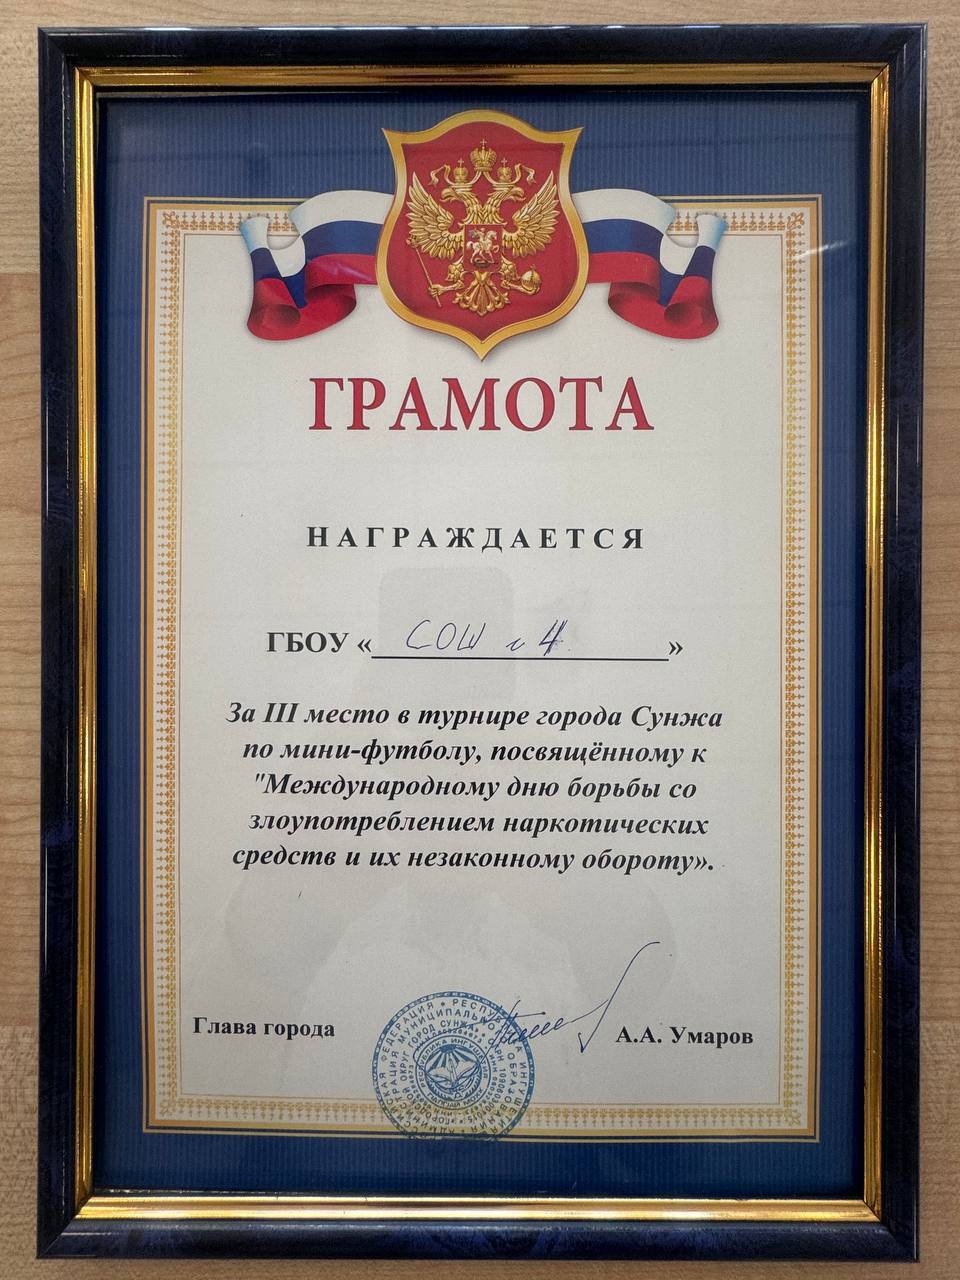 ГРАМОТА
НАГРАЖДАЕТСЯ
ГБОУ « СОШ № 4 »
За III место в турнире города Сунжа
по мини-футболу, посвящённому к
"Международному дню борьбы со
злоупотреблением наркотических
средств и их незаконному обороту».
Глава города
А.А. Умаров